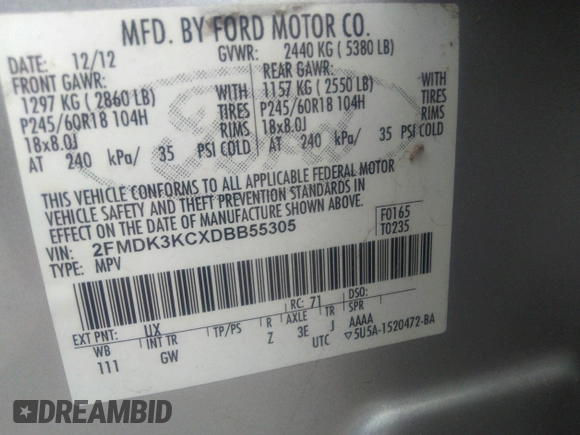 MFD. BY FORD MOTOR CO.
DATE: 12/12 GVWR: 2440 KG ( 5380 LB)
FRONT GAWR: REAR GAWR:
1297 KG ( 2860 LB) WITH 1157 KG ( 2550 LB) WITH
P245/60R18 104H TIRES P245/60R18 104H TIRES
18x8.0J RIMS 18x8.0J RIMS
AT 240 kPa/ 35 PSI COLD AT 240 kPa/ 35 PSI COLD
Ford
THIS VEHICLE CONFORMS TO ALL APPLICABLE FEDERAL MOTOR
VEHICLE SAFETY AND THEFT PREVENTION STANDARDS IN
EFFECT ON THE DATE OF MANUFACTURE SHOWN ABOVE.
VIN: 2FMDK3KCXDBB55305 F0165
TYPE: MPV T0235
RC: 71 DSO:
EXT PNT: UX TP/PS R AXLE TR SPR
WB INT TR Z 3E J AAAA
111 GW UTC ▽5U5A-1520472-BA
DREAMBID